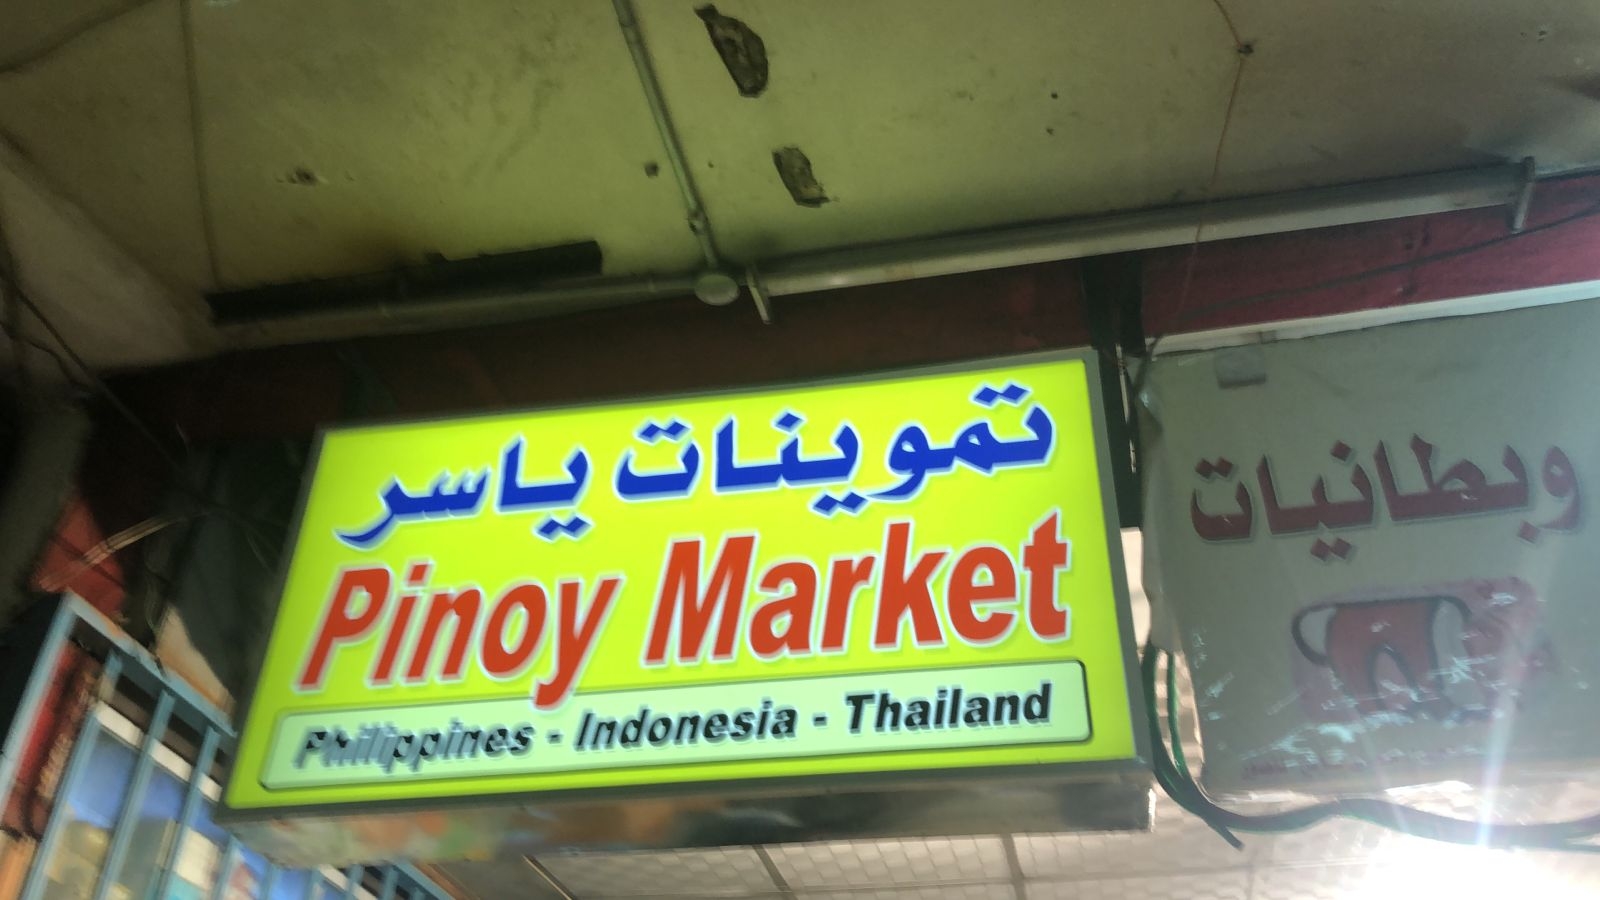 تموينات ياسر
Pinoy Market
Philippines - Indonesia - Thailand
وبطانيات